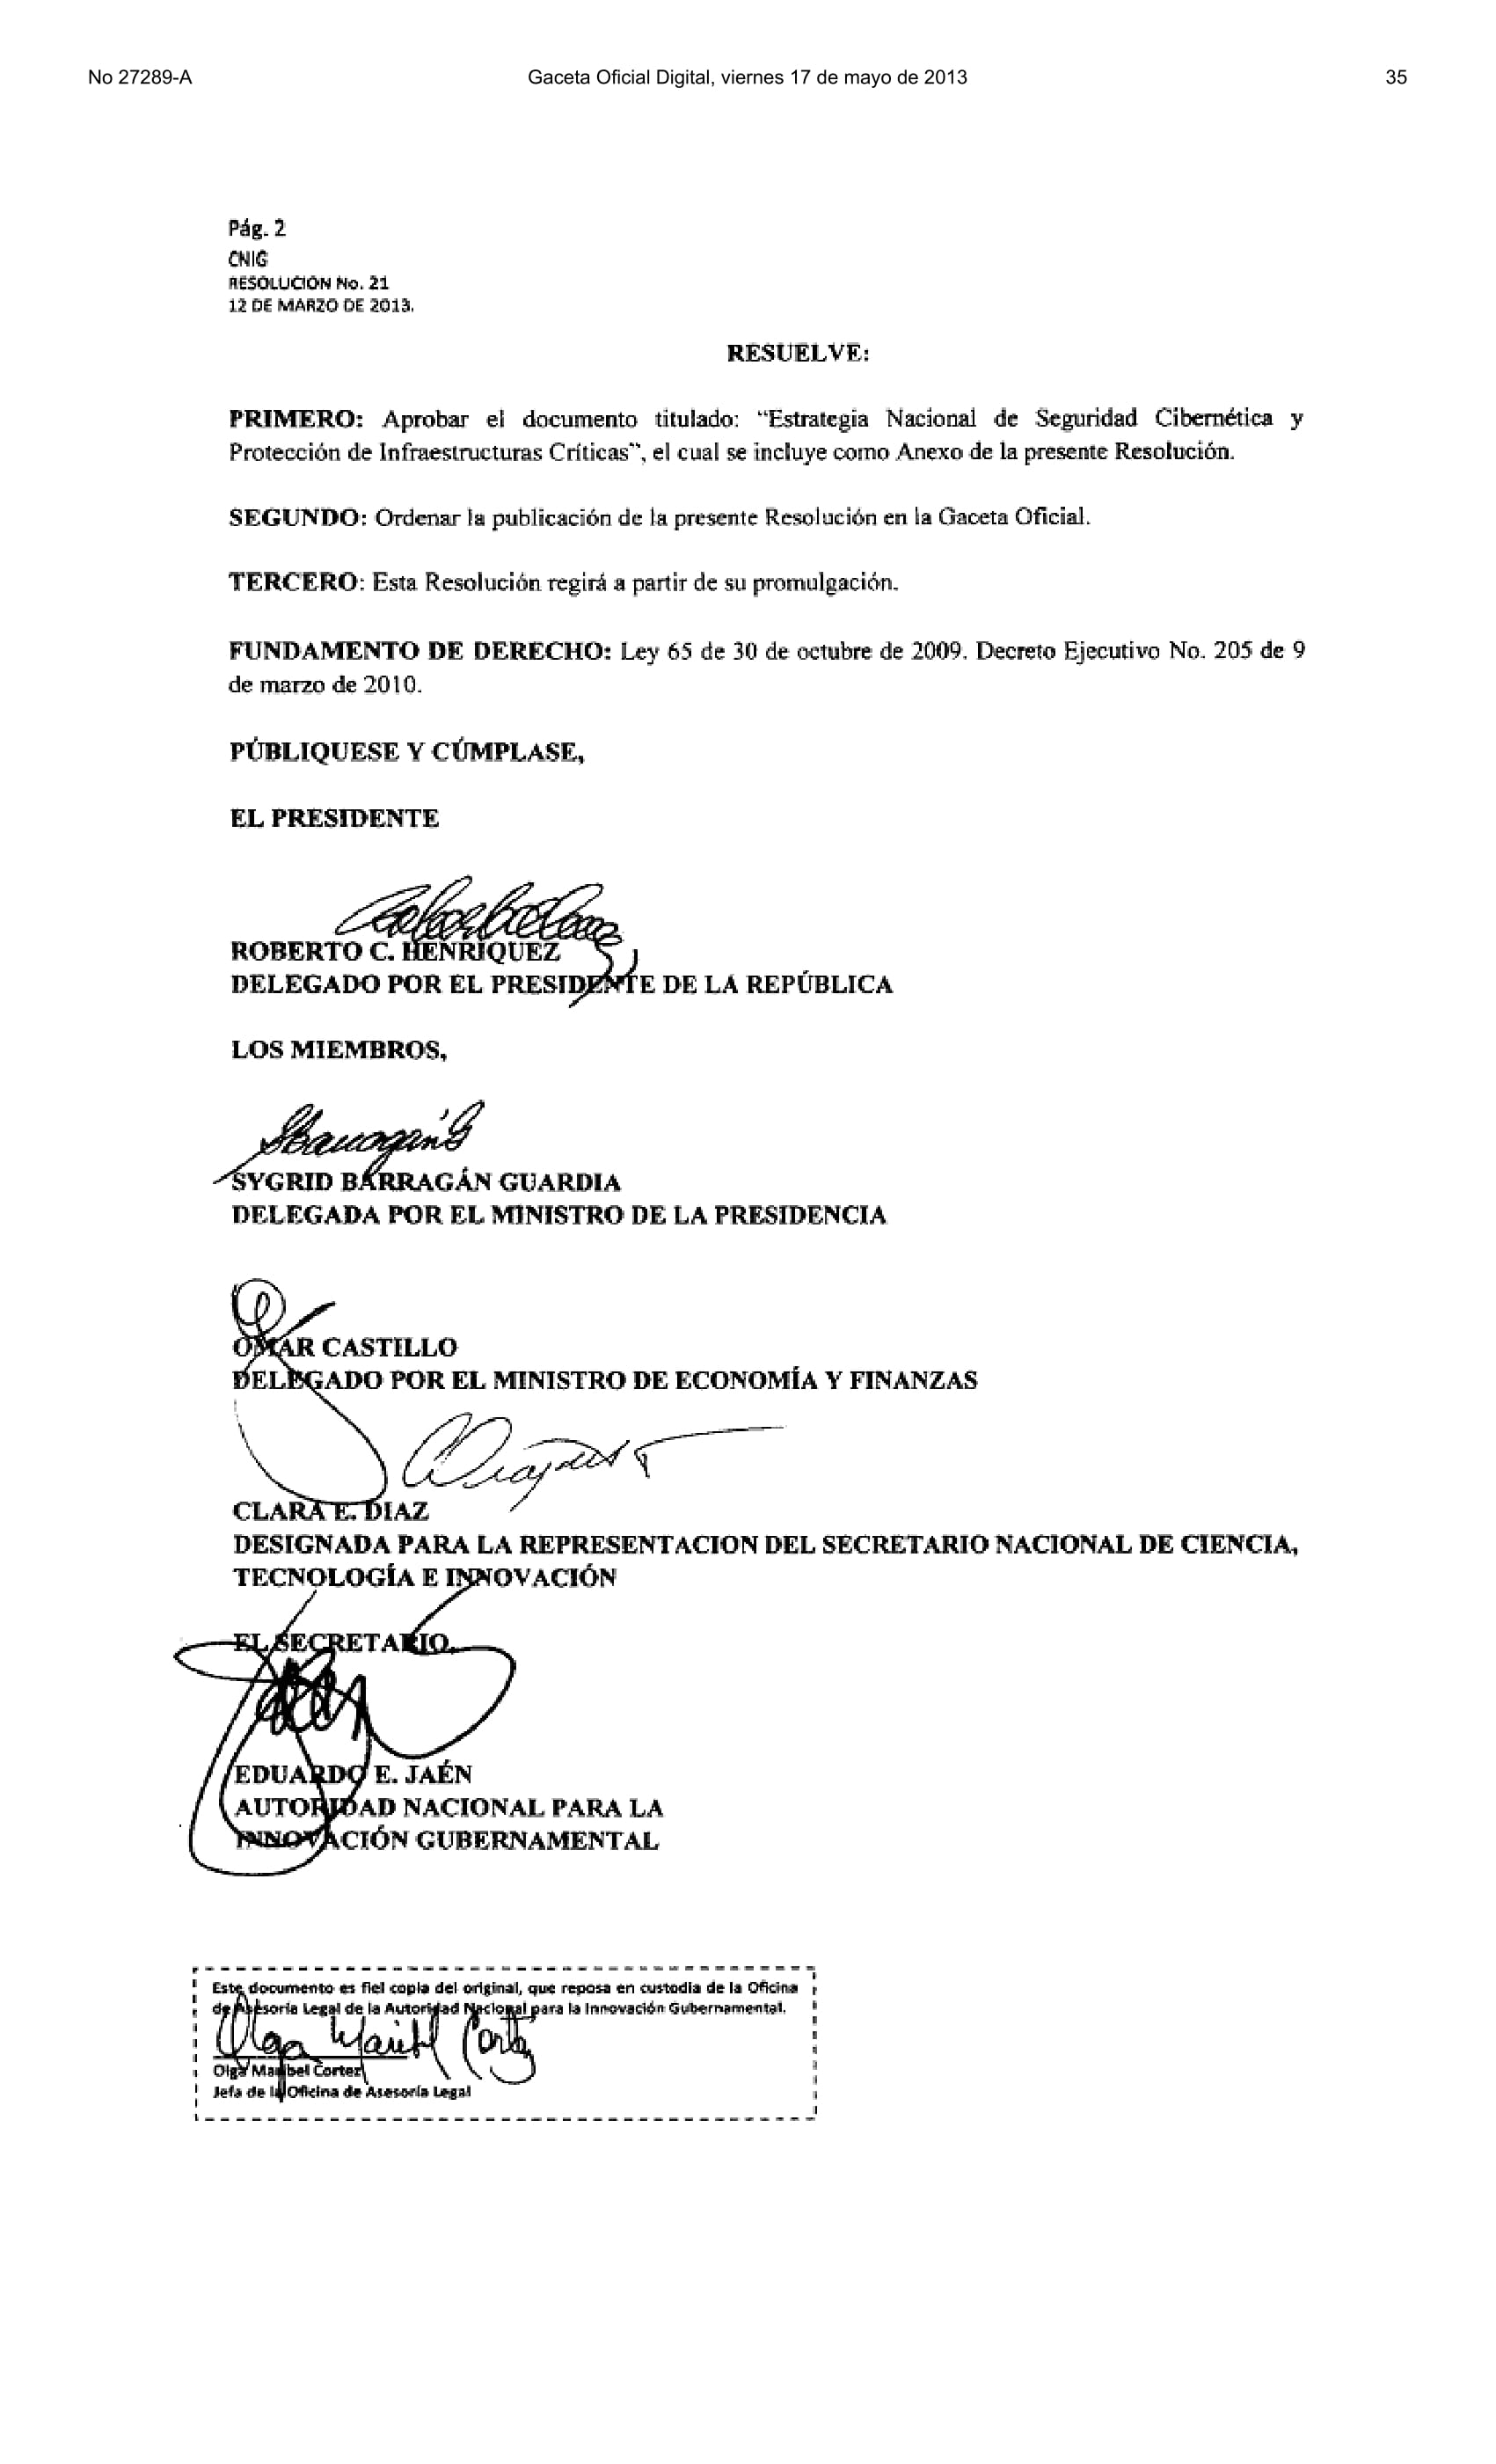 No 27289-A Gaceta Oficial Digital, viernes 17 de mayo de 2013 35
Pág. 2
CNIG
RESOLUCION No. 21
12 DE MARZO DE 2013.
RESUELVE:
PRIMERO: Aprobar el documento titulado: “Estrategia Nacional de Seguridad Cibernética y
Protección de Infraestructuras Críticas”, el cual se incluye como Anexo de la presente Resolución.
SEGUNDO: Ordenar la publicación de la presente Resolución en la Gaceta Oficial.
TERCERO: Esta Resolución regirá a partir de su promulgación.
FUNDAMENTO DE DERECHO: Ley 65 de 30 de octubre de 2009. Decreto Ejecutivo No. 205 de 9
de marzo de 2010.
PÚBLIQUESE Y CÚMPLASE,
EL PRESIDENTE
ROBERTO C. HENRIQUEZ
DELEGADO POR EL PRESIDENTE DE LA REPÚBLICA
LOS MIEMBROS,
SYGRID BARRAGÁN GUARDIA
DELEGADA POR EL MINISTRO DE LA PRESIDENCIA
OMAR CASTILLO
DELEGADO POR EL MINISTRO DE ECONOMÍA Y FINANZAS
CLARA E. DIAZ
DESIGNADA PARA LA REPRESENTACION DEL SECRETARIO NACIONAL DE CIENCIA,
TECNOLOGÍA E INNOVACIÓN
EL SECRETARIO,
EDUARDO E. JAÉN
AUTORIDAD NACIONAL PARA LA
INNOVACIÓN GUBERNAMENTAL
Este documento es fiel copia del original, que reposa en custodia de la Oficina
de Asesoría Legal de la Autoridad Nacional para la Innovación Gubernamental.
Olga Maribel Cortez
Olga Maribel Cortez
Jefa de la Oficina de Asesoría Legal